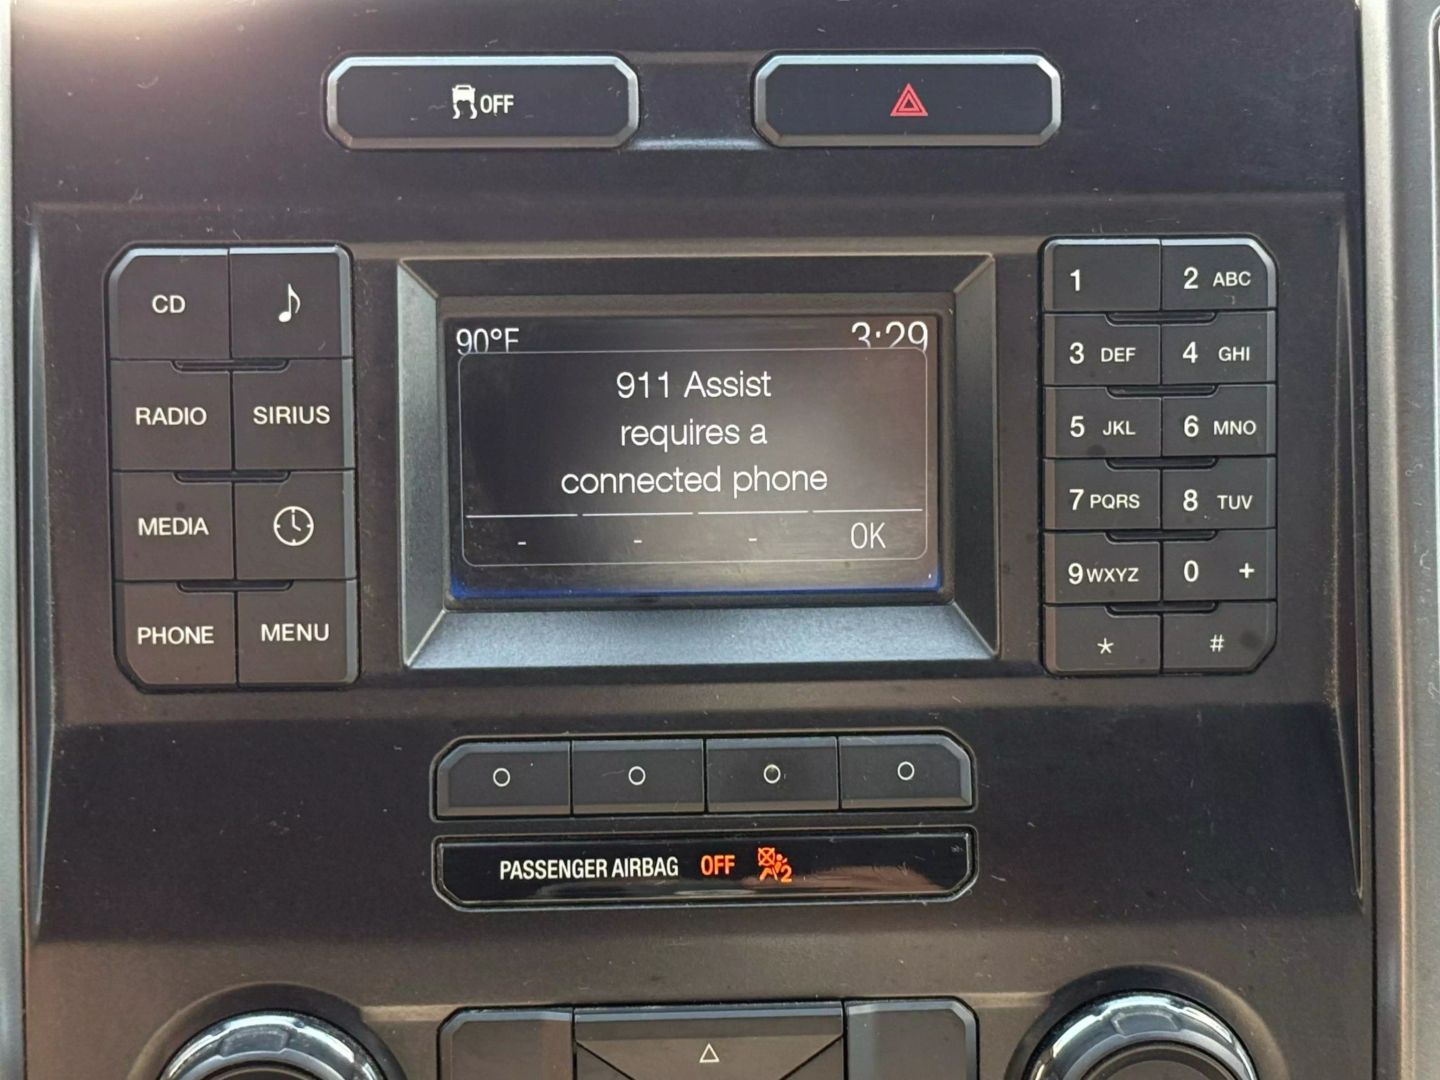 OFF
90°F 3:29
911 Assist
requires a
connected phone
- - - OK
CD
RADIO SIRIUS
MEDIA
PHONE MENU
1 2 ABC
3 DEF 4 GHI
5 JKL 6 MNO
7 PQRS 8 TUV
9 WXYZ 0 +
* #
PASSENGER AIRBAG OFF 2